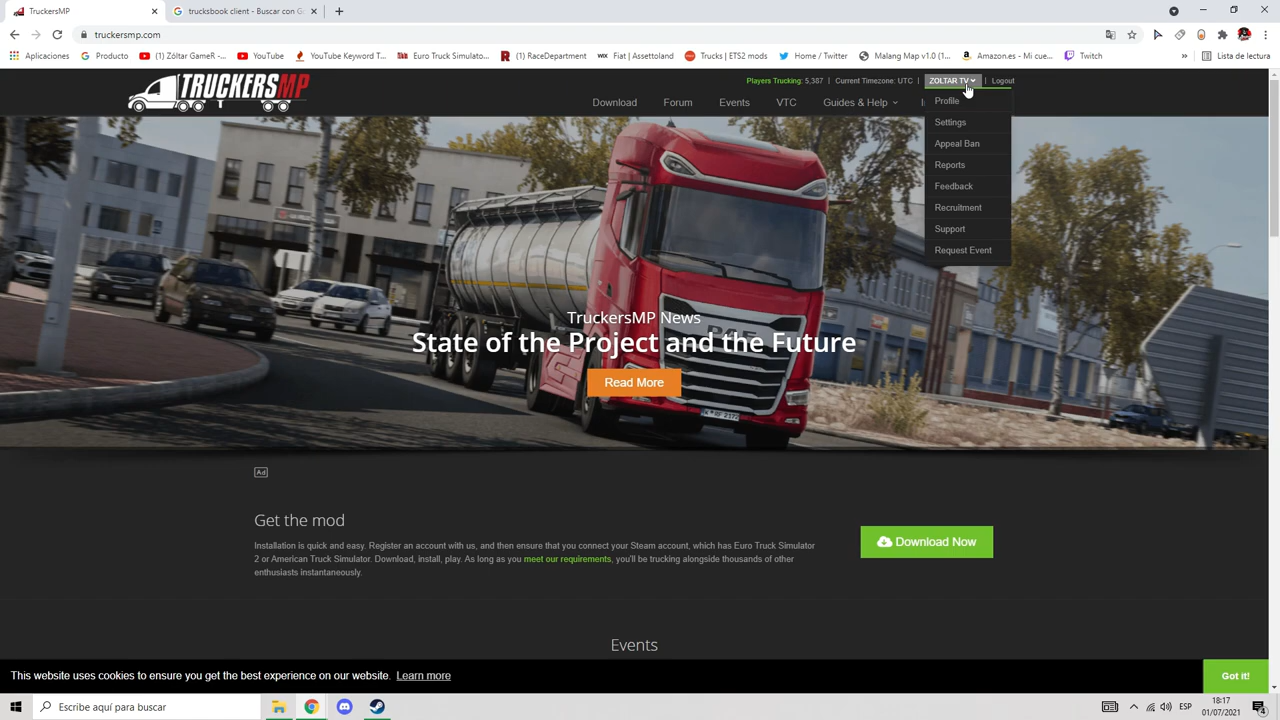 TruckersMP
trucksbook client - Buscar con G
truckersmp.com
Aplicaciones
Producto
(1) Zóltar GameR -...
YouTube
YouTube Keyword T...
Euro Truck Simulato...
(1) RaceDepartment
Fiat | Assettoland
Trucks | ETS2 mods
Home / Twitter
Malang Map v1.0 (1...
Amazon.es - Mi cue...
Twitch
»
Lista de lectura
TRUCKERSMP
Players Trucking: 5,387 | Current Timezone: UTC | ZOLTAR TV | Logout
Download
Forum
Events
VTC
Guides & Help
Profile
Settings
Appeal Ban
Reports
Feedback
Recruitment
Support
Request Event
TruckersMP News
State of the Project and the Future
Read More
Ad
Get the mod
Installation is quick and easy. Register an account with us, and then ensure that you connect your Steam account, which has Euro Truck Simulator
2 or American Truck Simulator. Download, install, play. As long as you meet our requirements, you'll be trucking alongside thousands of other
enthusiasts instantaneously.
Download Now
Events
This website uses cookies to ensure you get the best experience on our website. Learn more
Got it!
Escribe aquí para buscar
ESP
18:17
01/07/2021
4